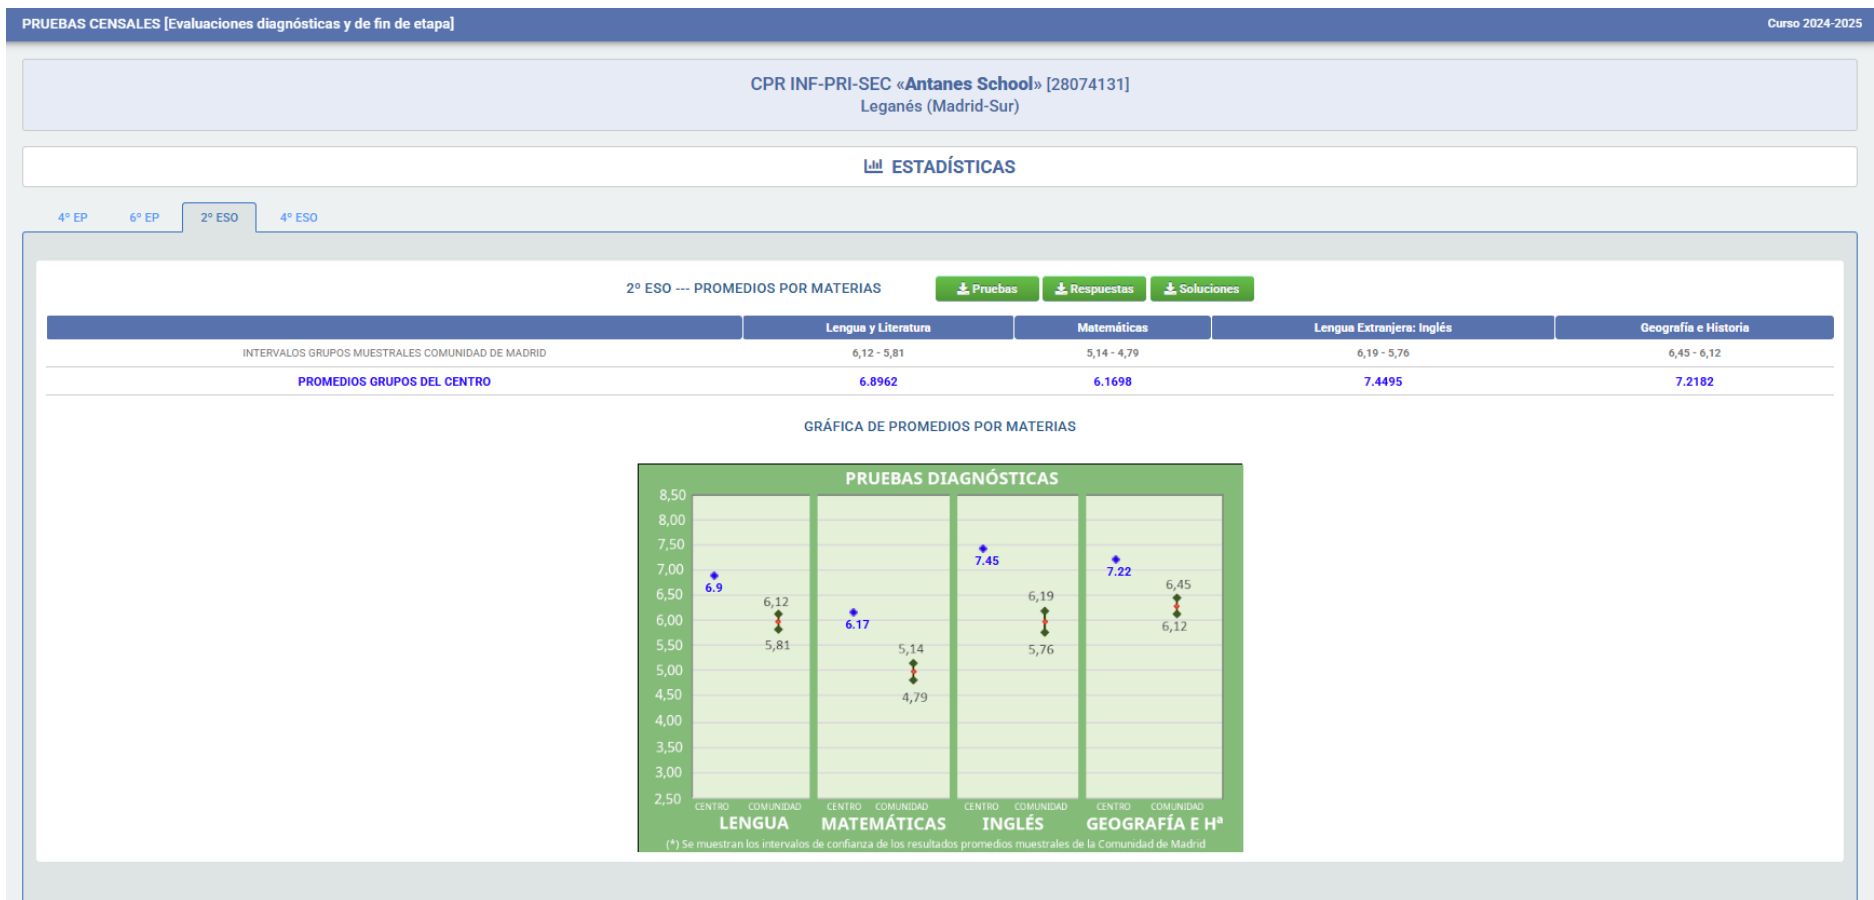 PRUEBAS CENSALES [Evaluaciones diagnósticas y de fin de etapa] Curso 2024-2025
CPR INF-PRI-SEC «Antanes School» [28074131]
Leganés (Madrid-Sur)
ESTADÍSTICAS
4º EP 6º EP 2º ESO 4º ESO
2º ESO --- PROMEDIOS POR MATERIAS Pruebas Respuestas Soluciones
Lengua y Literatura Matemáticas Lengua Extranjera: Inglés Geografía e Historia
INTERVALOS GRUPOS MUESTRALES COMUNIDAD DE MADRID 6,12 - 5,81 5,14 - 4,79 6,19 - 5,76 6,45 - 6,12
PROMEDIOS GRUPOS DEL CENTRO 6.8962 6.1698 7.4495 7.2182
GRÁFICA DE PROMEDIOS POR MATERIAS
PRUEBAS DIAGNÓSTICAS
8,50
8,00
7,50
7,00
6,50
6,00
5,50
5,00
4,50
4,00
3,50
3,00
2,50
6.9
6,12
5,81
6.17
5,14
4,79
7.45
6,19
5,76
7.22
6,45
6,12
CENTRO COMUNIDAD CENTRO COMUNIDAD CENTRO COMUNIDAD CENTRO COMUNIDAD
LENGUA MATEMÁTICAS INGLÉS GEOGRAFÍA E Hª
(*) Se muestran los intervalos de confianza de los resultados promedios muestrales de la Comunidad de Madrid